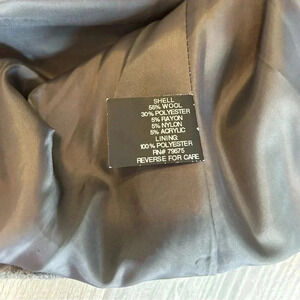 SHELL
55% WOOL
30% POLYESTER
5% RAYON
5% NYLON
5% ACRYLIC
LINING:
100% POLYESTER
RN# 79675
REVERSE FOR CARE